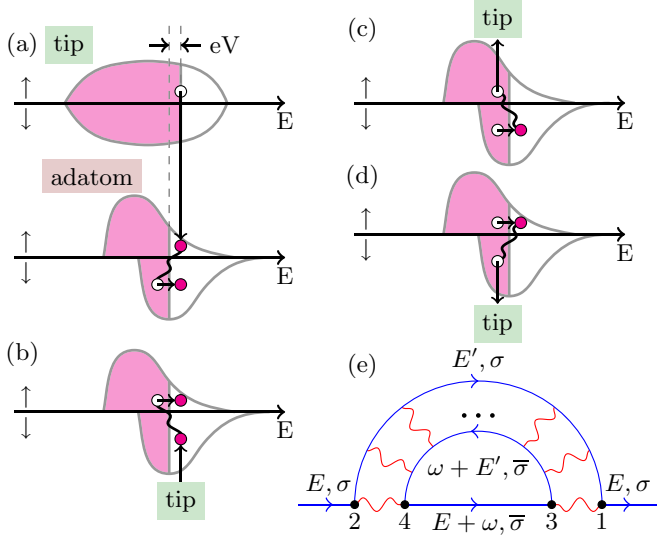 (a)
tip
eV
↑
↓
E
adatom
↑
↓
E
(b)
↑
↓
E
tip
(c)
tip
↑
↓
E
(d)
↑
↓
E
tip
(e)
E′, σ
...
ω + E′, σ̅
E, σ
E, σ
E + ω, σ̅
2
4
3
1